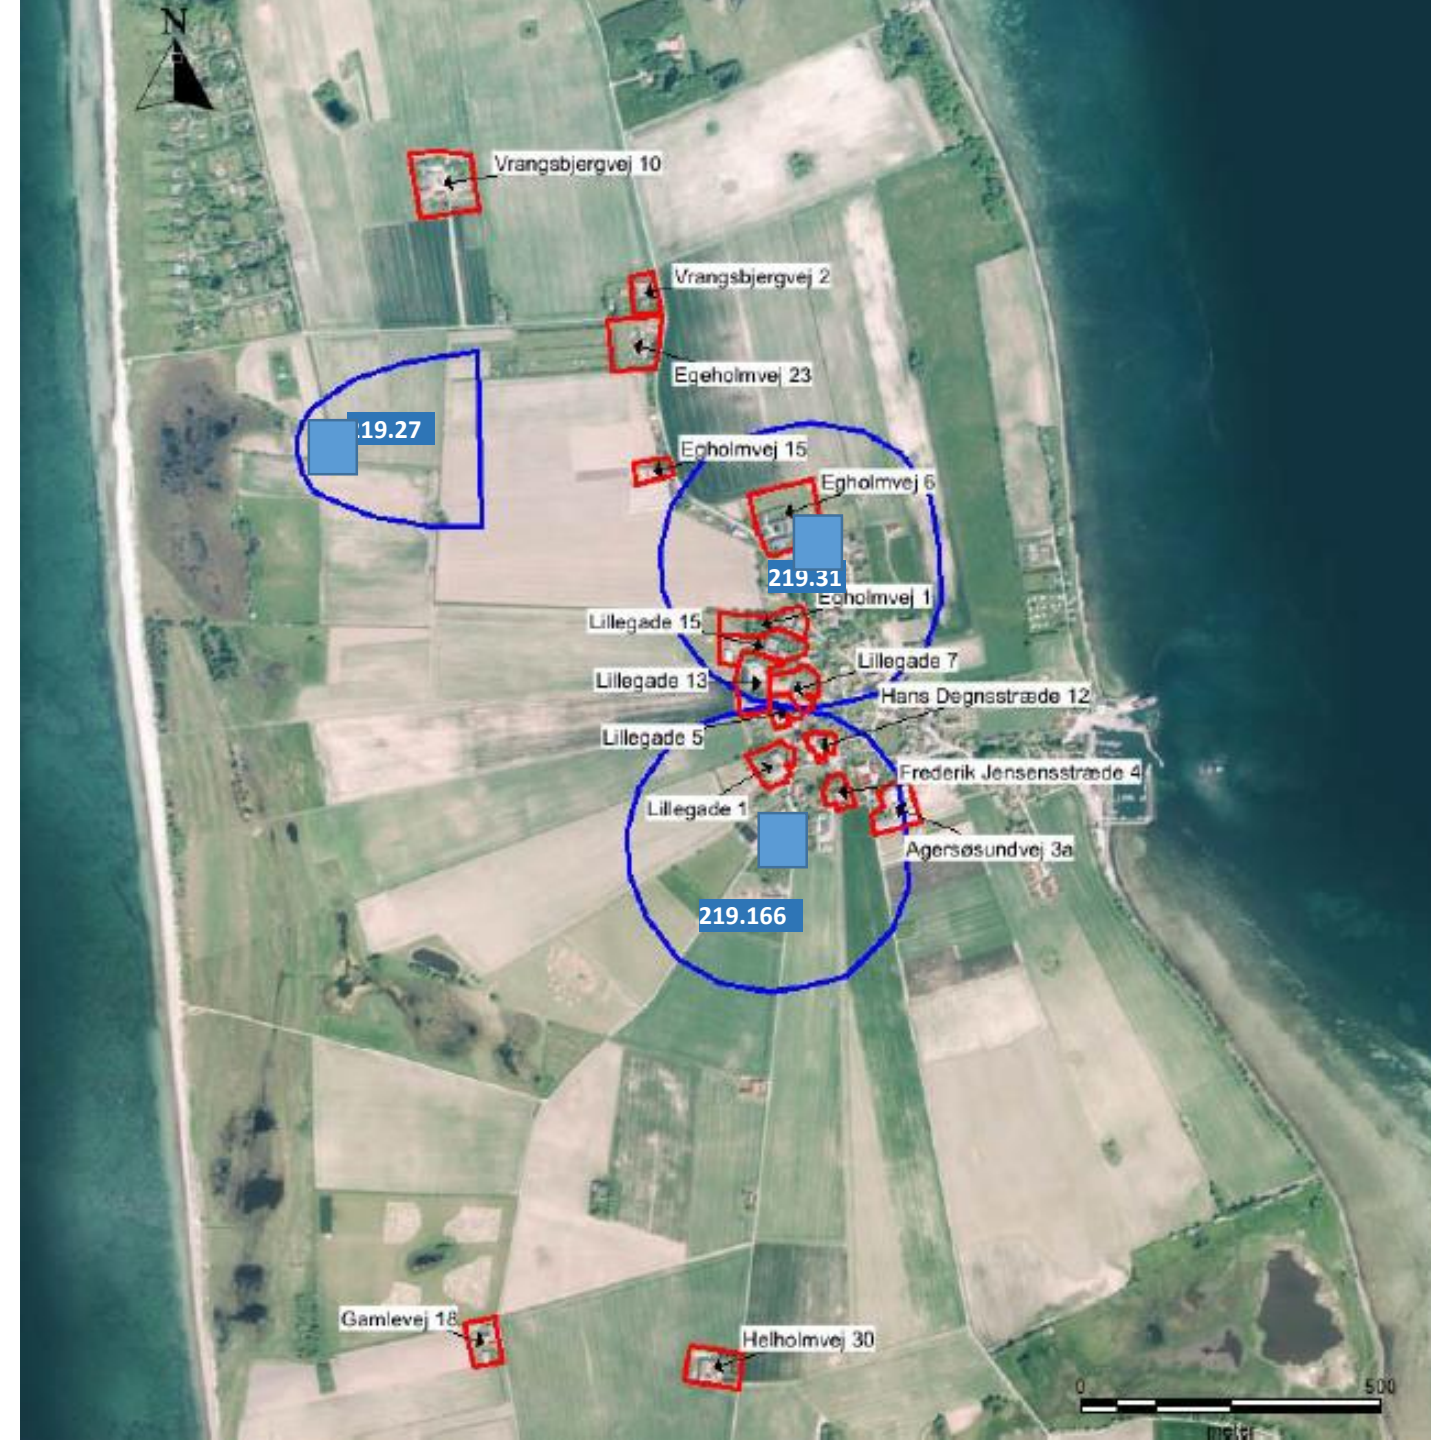 N
Vrangsbjergvej 10
Vrangsbjergvej 2
Egeholmvej 23
19.27
Egholmvej 15
Egholmvej 6
219.31
Egholmvej 1
Lillegade 15
Lillegade 7
Lillegade 13
Hans Degnsstræde 12
Lillegade 5
Frederik Jensensstræde 4
Lillegade 1
Agersøsundvej 3a
219.166
Gamlevej 18
Helholmvej 30
0 500
meter